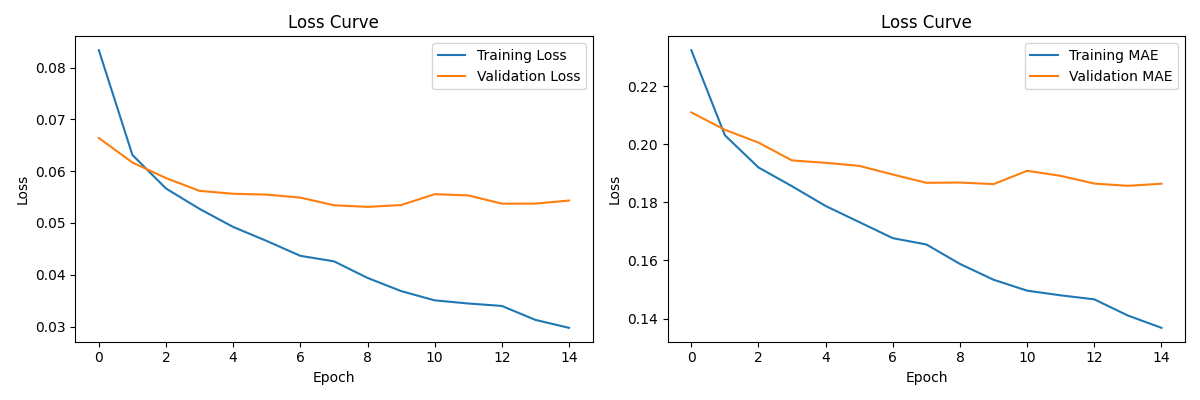 Loss Curve
Training Loss
Validation Loss
0.08
0.07
0.06
0.05
0.04
0.03
Loss
0 2 4 6 8 10 12 14
Epoch
Loss Curve
Training MAE
Validation MAE
0.22
0.20
0.18
0.16
0.14
Loss
0 2 4 6 8 10 12 14
Epoch